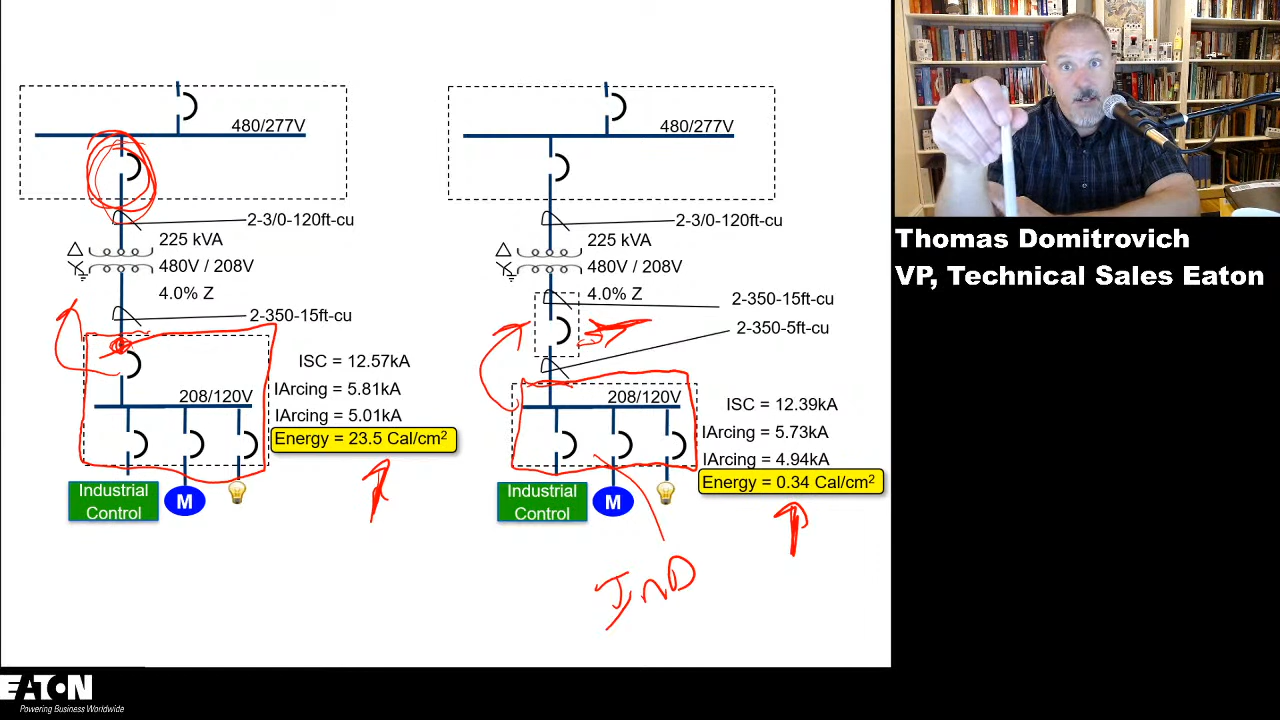 480/277V
2-3/0-120ft-cu
225 kVA
480V / 208V
4.0% Z
2-350-15ft-cu
ISC = 12.57kA
IArcing = 5.81kA
208/120V
IArcing = 5.01kA
Energy = 23.5 Cal/cm²
Industrial
Control
M
480/277V
2-3/0-120ft-cu
225 kVA
480V / 208V
4.0% Z
2-350-15ft-cu
2-350-5ft-cu
208/120V
ISC = 12.39kA
IArcing = 5.73kA
IArcing = 4.94kA
Energy = 0.34 Cal/cm²
Industrial
Control
M
Thomas Domitrovich
VP, Technical Sales Eaton
EATON
Powering Business Worldwide